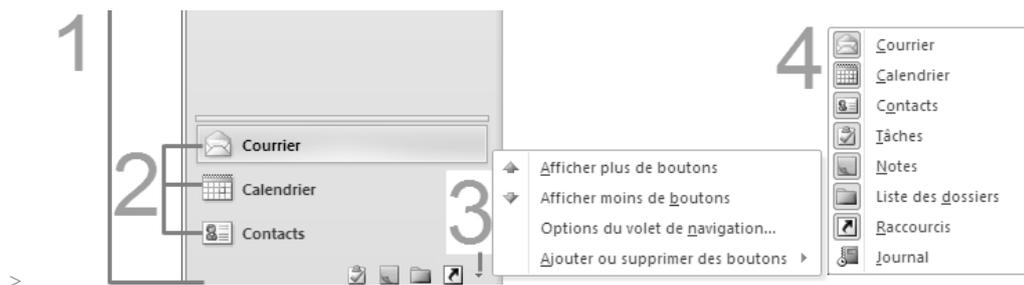 1
2
Courrier
Calendrier
Contacts
3
Afficher plus de boutons
Afficher moins de boutons
Options du volet de navigation...
Ajouter ou supprimer des boutons
4
Courrier
Calendrier
Contacts
Tâches
Notes
Liste des dossiers
Raccourcis
Journal
>